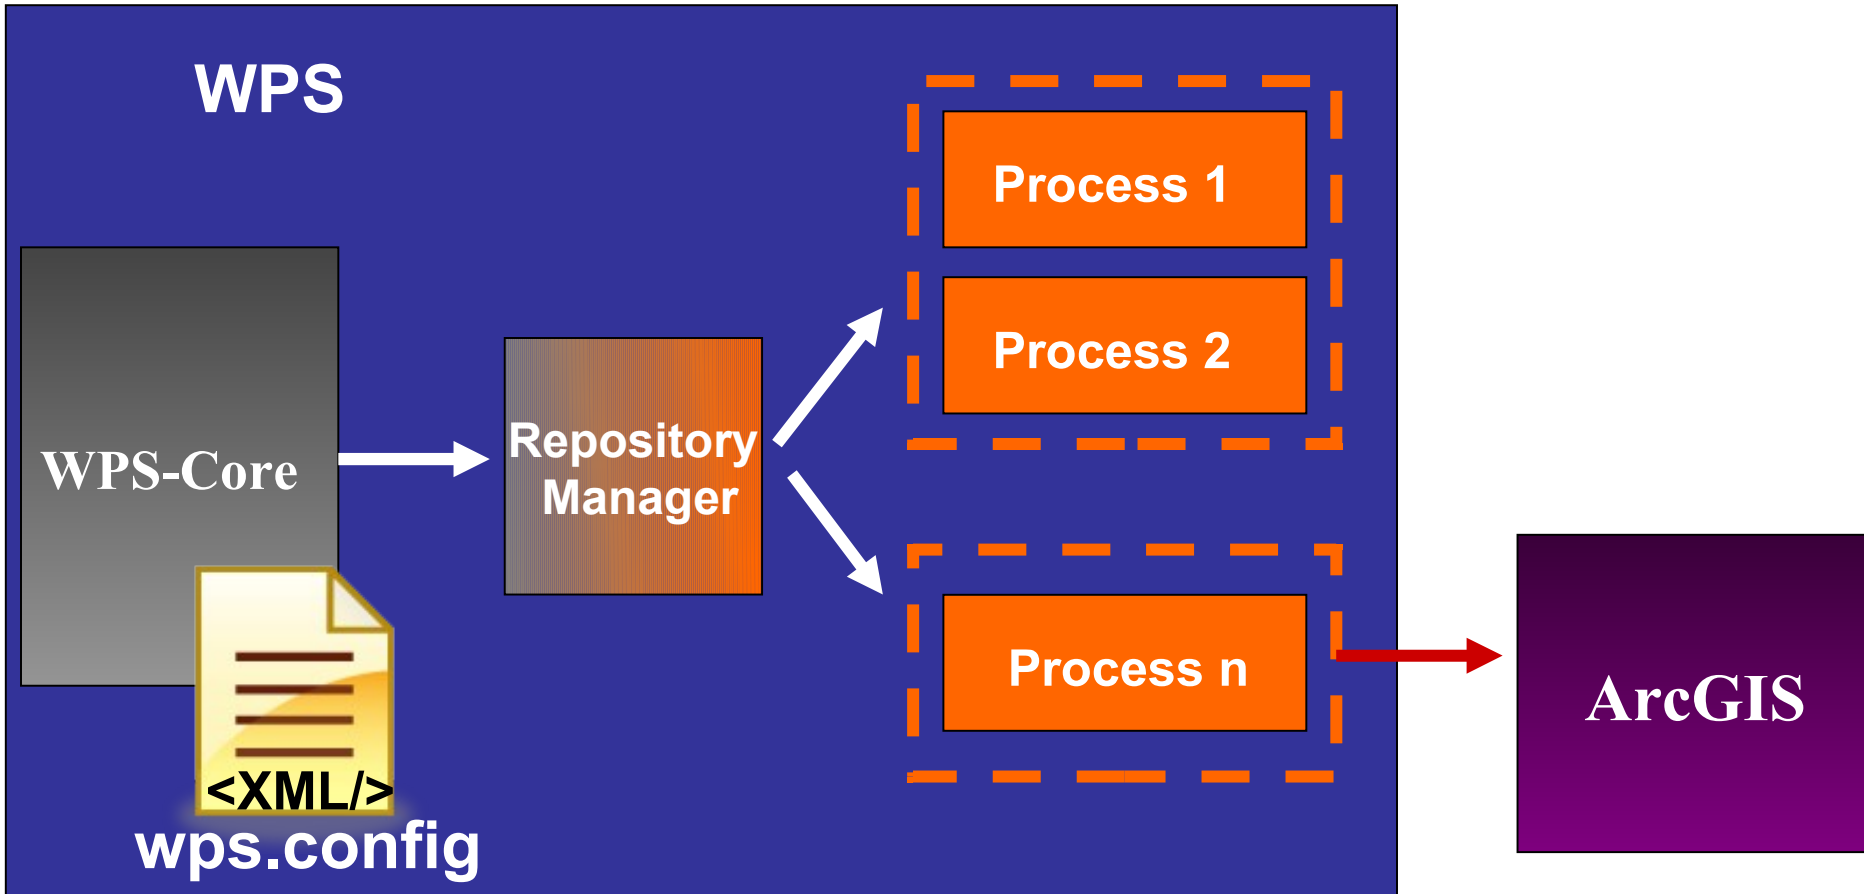 WPS
Process 1
Process 2
WPS-Core
Repository
Manager
Process n
ArcGIS
<XML/>
wps.config